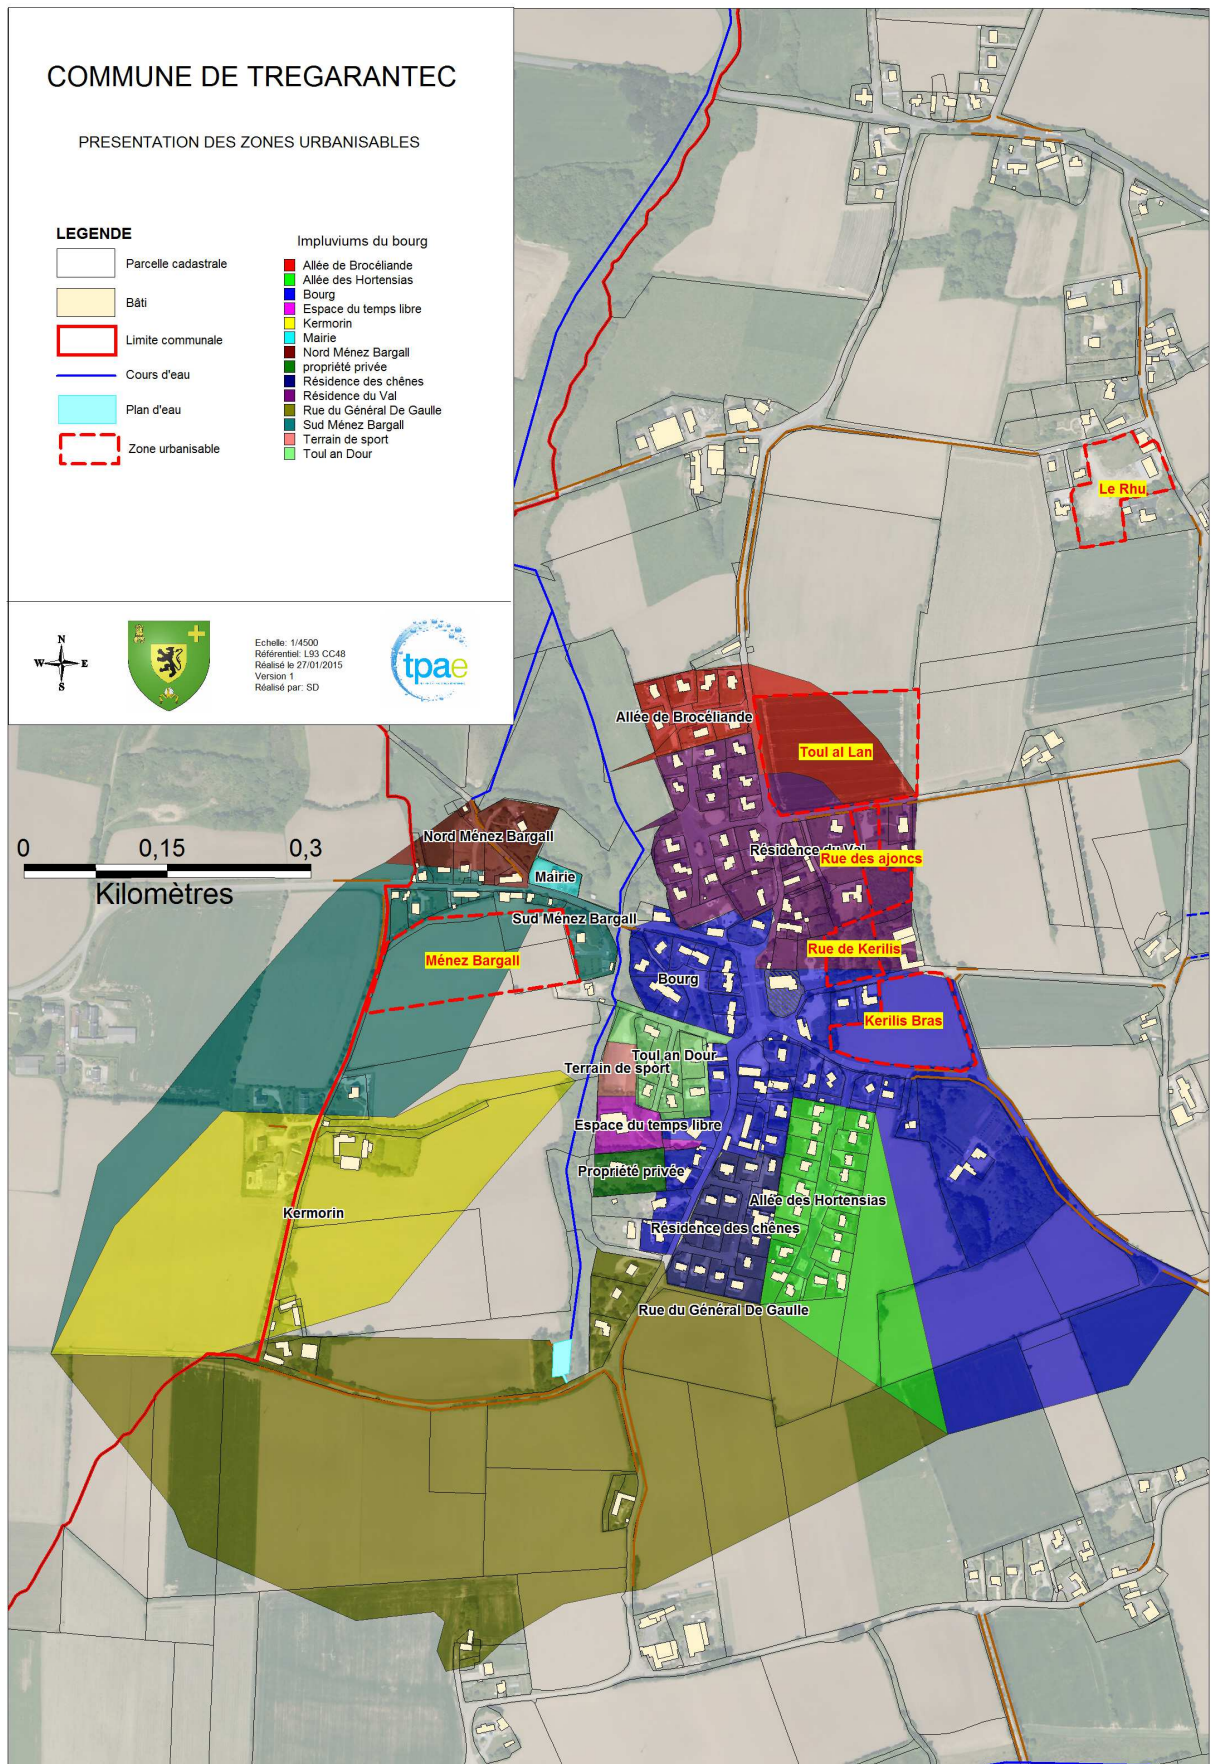 COMMUNE DE TREGARANTEC
PRESENTATION DES ZONES URBANISABLES
LEGENDE
Parcelle cadastrale
Bâti
Limite communale
Cours d'eau
Plan d'eau
Zone urbanisable
Impluviums du bourg
Allée de Brocéliande
Allée des Hortensias
Bourg
Espace du temps libre
Kermorin
Mairie
Nord Ménez Bargall
propriété privée
Résidence des chênes
Résidence du Val
Rue du Général De Gaulle
Sud Ménez Bargall
Terrain de sport
Toul an Dour
N
W E
S
Echelle: 1/4500
Référentiel: L93 CC48
Réalisé le 27/01/2015
Version 1
Réalisé par: SD
tpae
Le Rhu
Allée de Brocéliande
Toul al Lan
Nord Ménez Bargall
0 0,15 0,3
Kilomètres
Résidence du Val
Rue des ajoncs
Mairie
Sud Ménez Bargall
Ménez Bargall
Rue de Kerilis
Bourg
Kerilis Bras
Toul an Dour
Terrain de sport
Espace du temps libre
Propriété privée
Allée des Hortensias
Kermorin
Résidence des chênes
Rue du Général De Gaulle